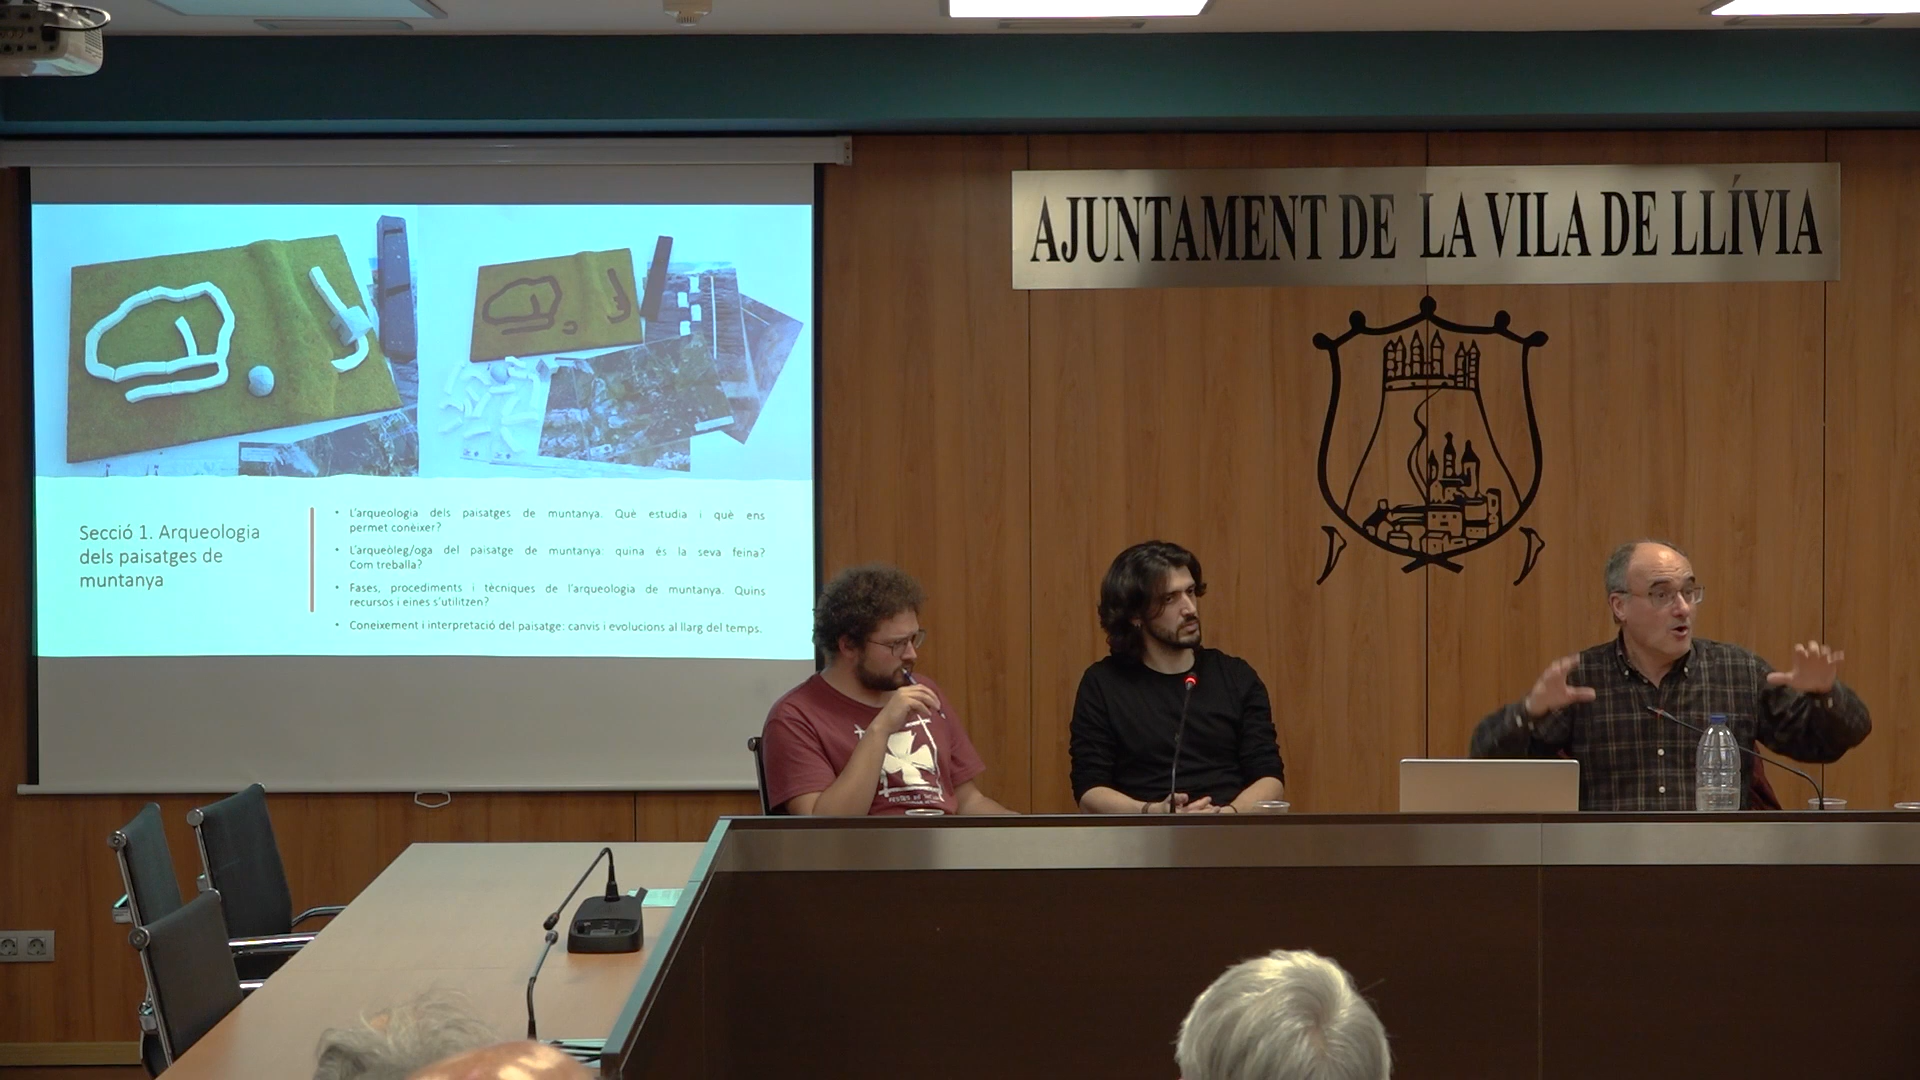 AJUNTAMENT DE LA VILA DE LLÍVIA
Secció 1. Arqueologia
dels paisatges de
muntanya
• L'arqueologia dels paisatges de muntanya. Què estudia i què ens
permet conèixer?
• L'arqueòleg/oga del paisatge de muntanya: quina és la seva feina?
Com treballa?
• Fases, procediments i tècniques de l'arqueologia de muntanya. Quins
recursos i eines s'utilitzen?
• Coneixement i interpretació del paisatge: canvis i evolucions al llarg del temps.